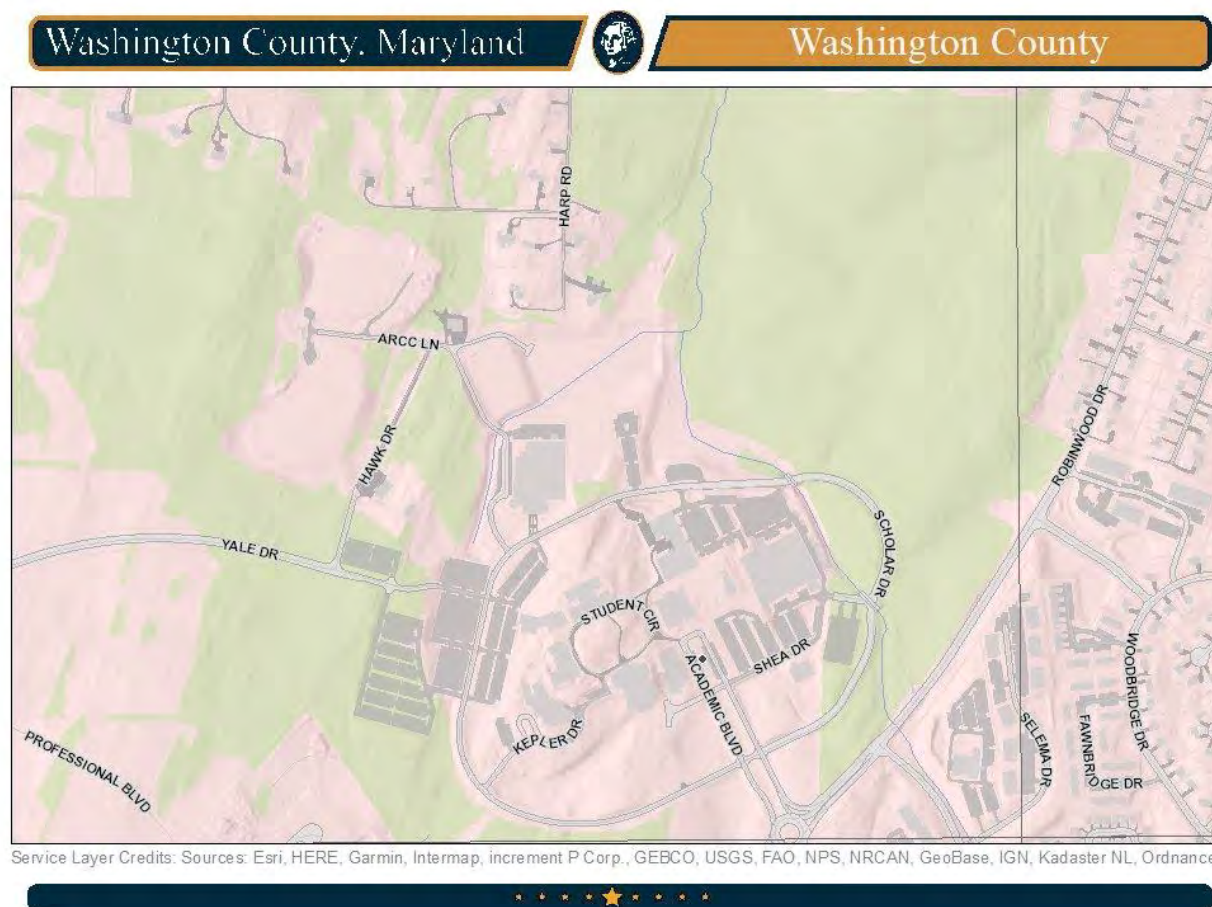 Washington County. Maryland
Washington County
HARP RD
ARCC LN
HAWK DR
ROBINWOOD DR
YALE DR
SCHOLAR DR
STUDENT CIR
SHEA DR
ACADEMIC BLVD
KEPLER DR
WOODBRIDGE DR
SELEMA DR
FAWNBRIDGE DR
PROFESSIONAL BLVD
Service Layer Credits: Sources: Esri, HERE, Garmin, Intermap, increment P Corp., GEBCO, USGS, FAO, NPS, NRCAN, GeoBase, IGN, Kadaster NL, Ordnance